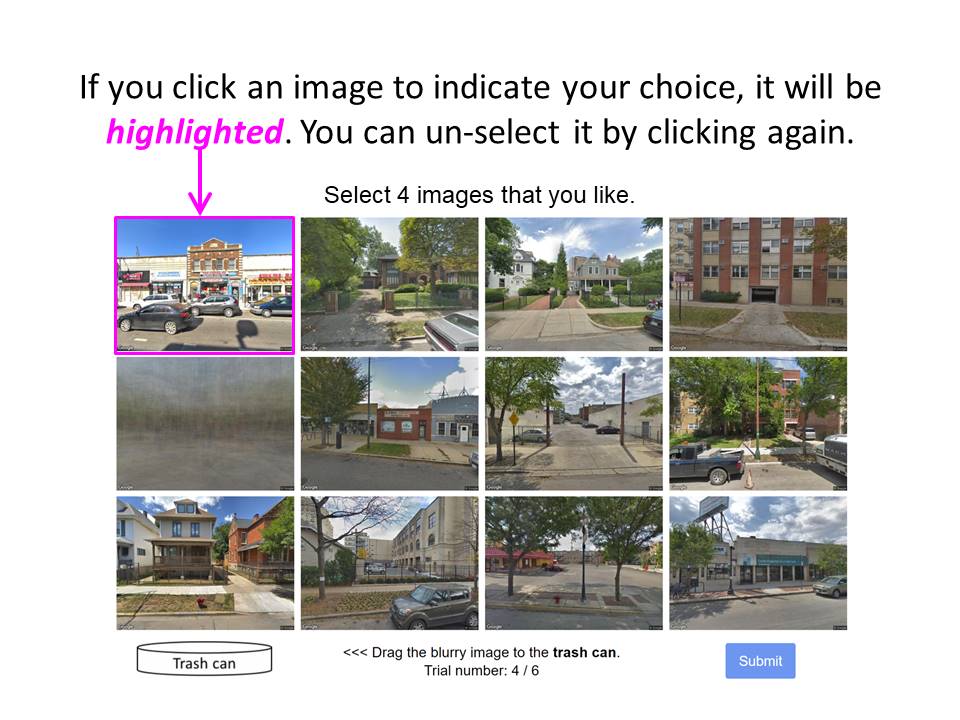 If you click an image to indicate your choice, it will be
highlighted. You can un-select it by clicking again.
Select 4 images that you like.
Trash can
<<< Drag the blurry image to the trash can.
Trial number: 4 / 6
Submit